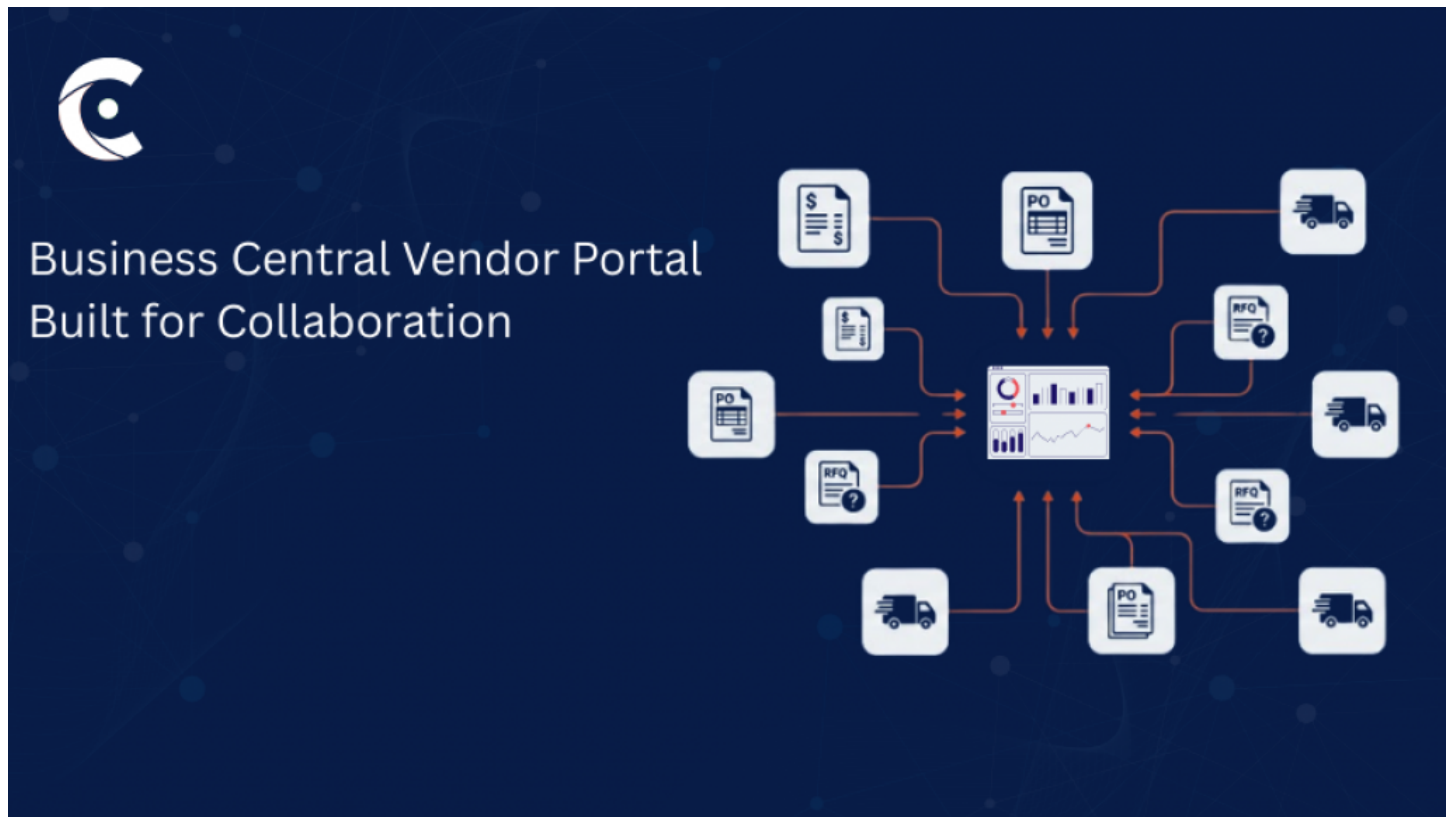 Business Central Vendor Portal
Built for Collaboration
$
$
PO
$
$
RFQ
?
PO
RFQ
?
RFQ
?
PO